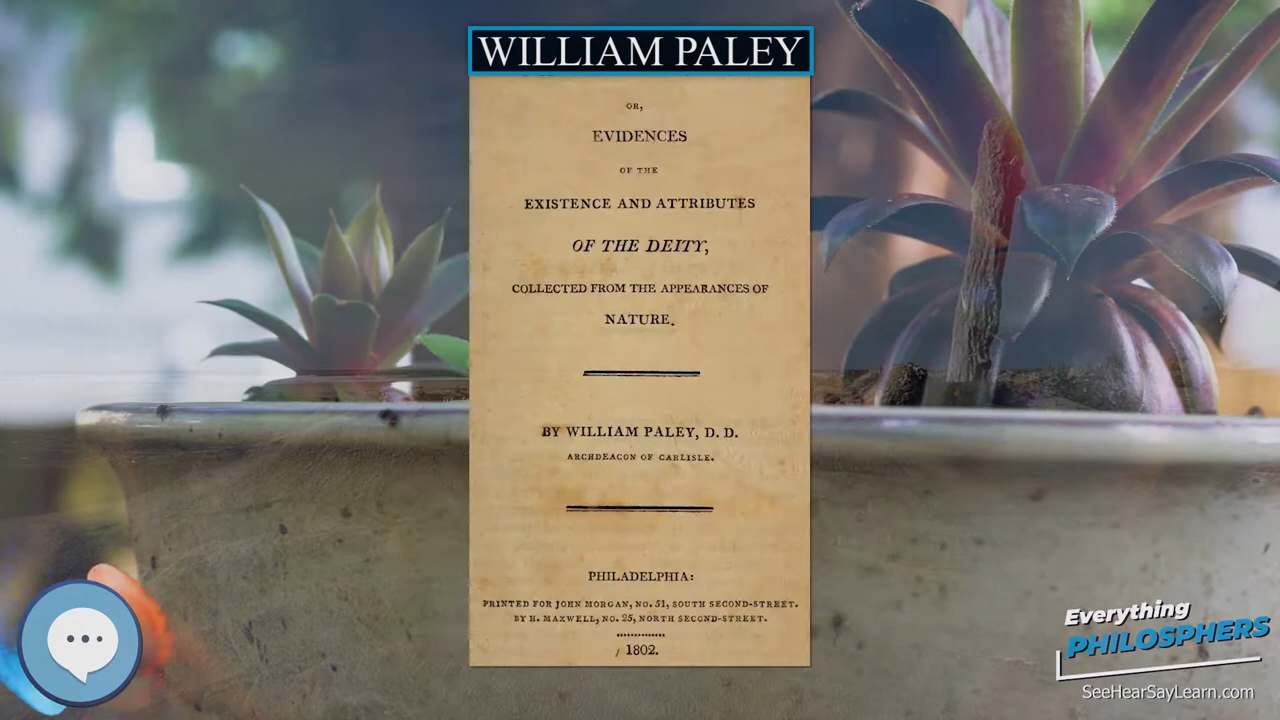 WILLIAM PALEY
OR,
EVIDENCES
OF THE
EXISTENCE AND ATTRIBUTES
OF THE DEITY,
COLLECTED FROM THE APPEARANCES OF
NATURE.
BY WILLIAM PALEY, D. D.
ARCHDEACON OF CARLISLE.
PHILADELPHIA:
PRINTED FOR JOHN MORGAN, NO. 51, SOUTH SECOND-STREET.
BY H. MAXWELL, NO. 25, NORTH SECOND-STREET.
1802.
Everything
PHILOSPHERS
SeeHearSayLearn.com